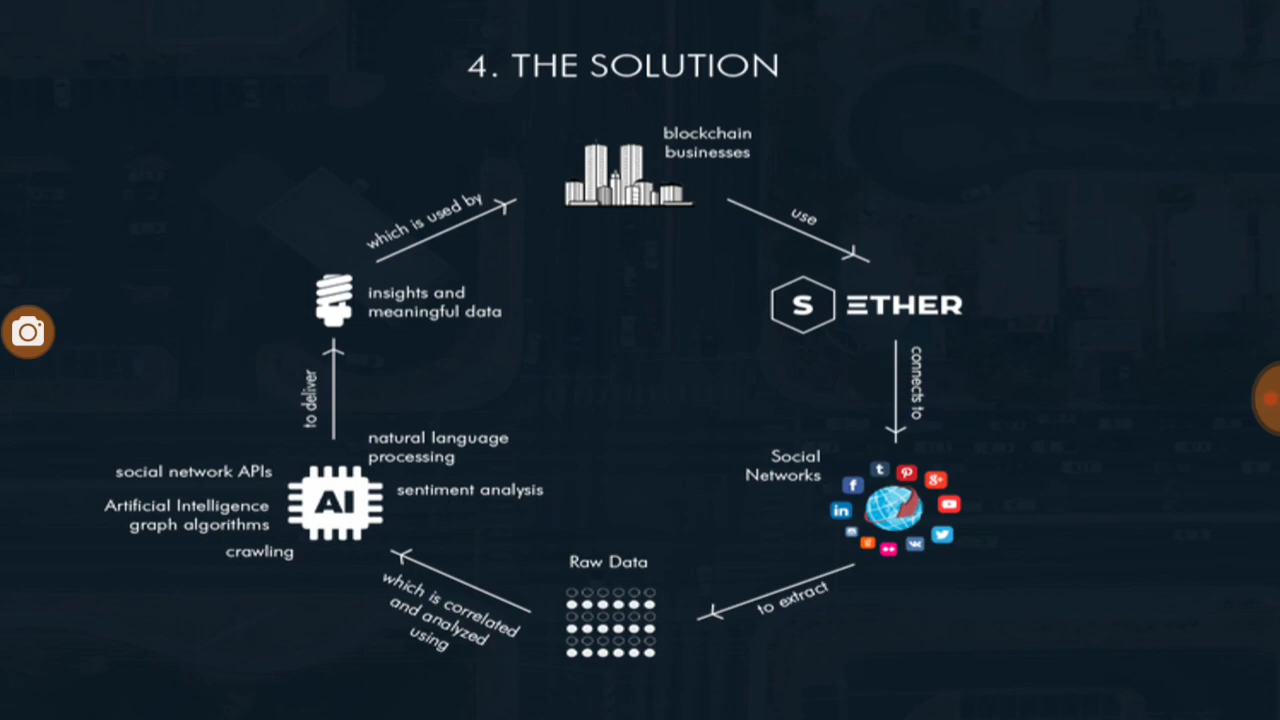 4. THE SOLUTION
blockchain
businesses
use
S ETHER
connects to
Social
Networks
to extract
Raw Data
which is correlated
and analyzed
using
AI
natural language
processing
sentiment analysis
social network APIs
Artificial Intelligence
graph algorithms
crawling
to deliver
insights and
meaningful data
which is used by